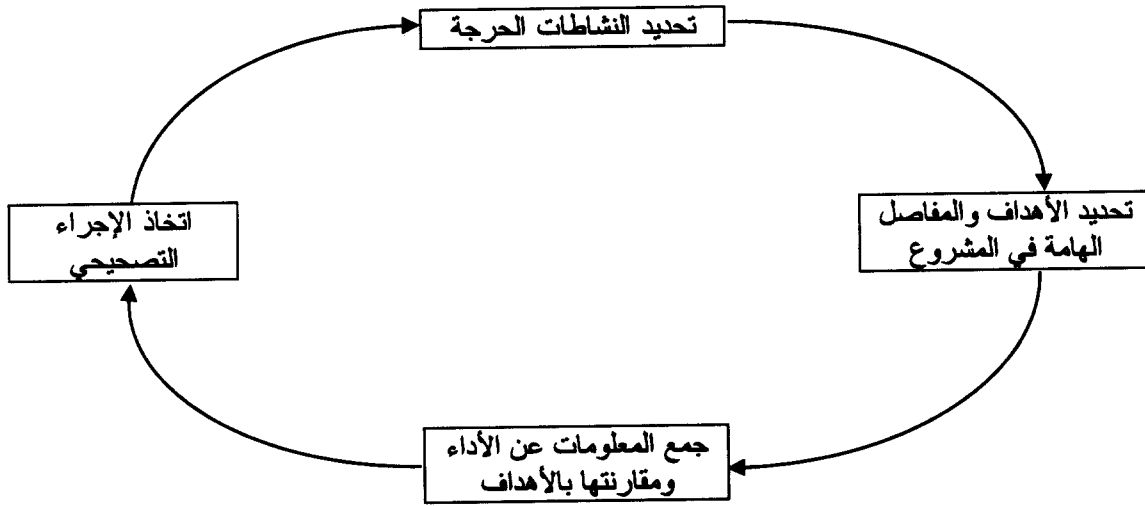 تحديد النشاطات الحرجة
تحديد الأهداف والمفاصل
الهامة في المشروع
جمع المعلومات عن الأداء
ومقارنتها بالأهداف
اتخاذ الإجراء
التصحيحي